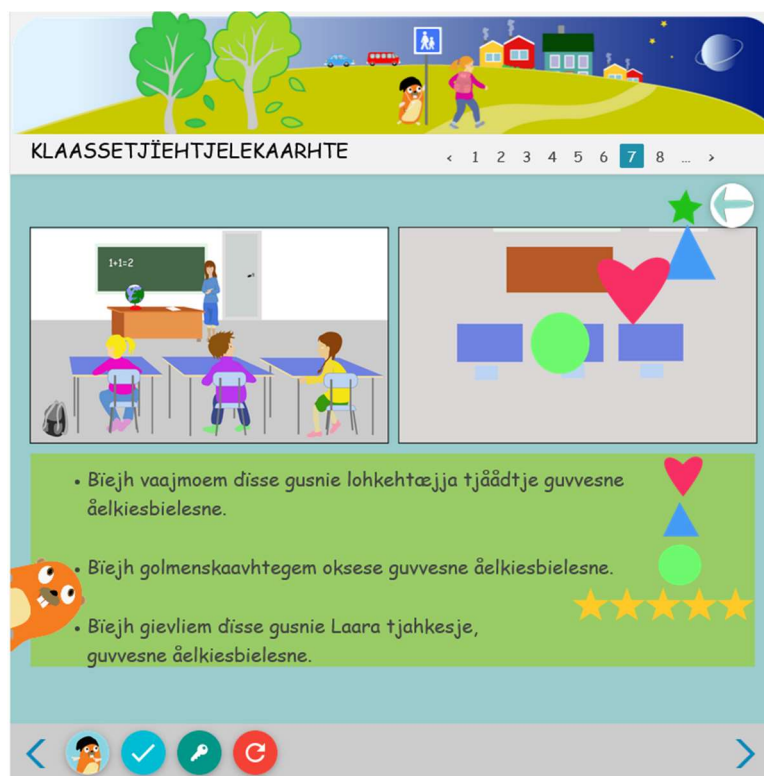 KLAASSETJÏEHTJELEKAARHTE
‹ 1 2 3 4 5 6 7 8 ... ›
1+1=2
• Bïejh vaajmoem dïsse gusnie lohkehtæjja tjåådtje guvvesne
åelkiesbielesne.
• Bïejh golmenskaavhtegem oksese guvvesne åelkiesbielesne.
• Bïejh gievliem dïsse gusnie Laara tjahkesje,
guvvesne åelkiesbielesne.